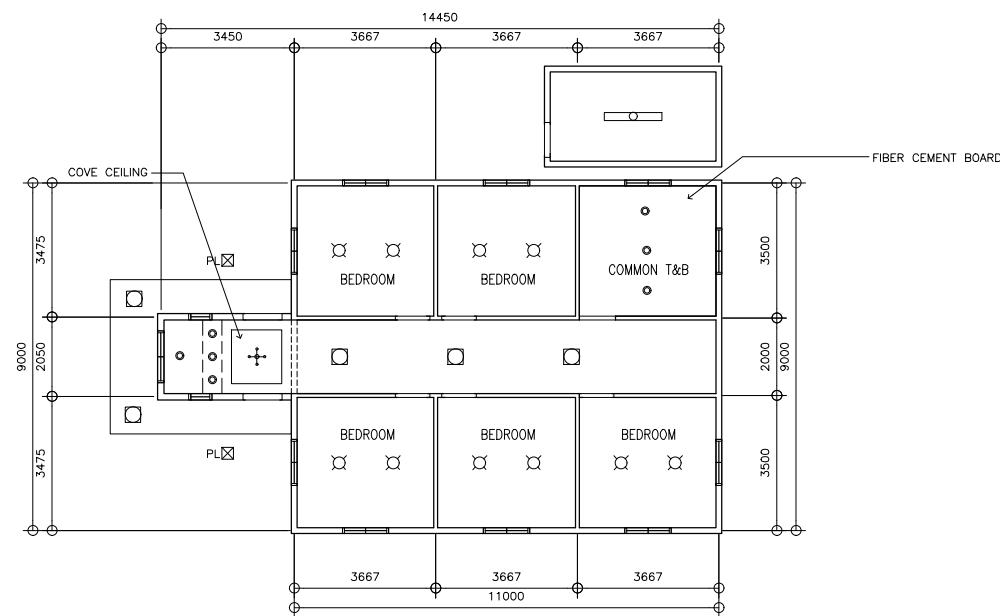 14450
3450 3667 3667 3667
FIBER CEMENT BOARD
COVE CEILING
3475
3500
PL
BEDROOM
BEDROOM
COMMON T&B
9000
2050
2000
9000
BEDROOM
BEDROOM
BEDROOM
PL
3475
3500
3667 3667 3667
11000